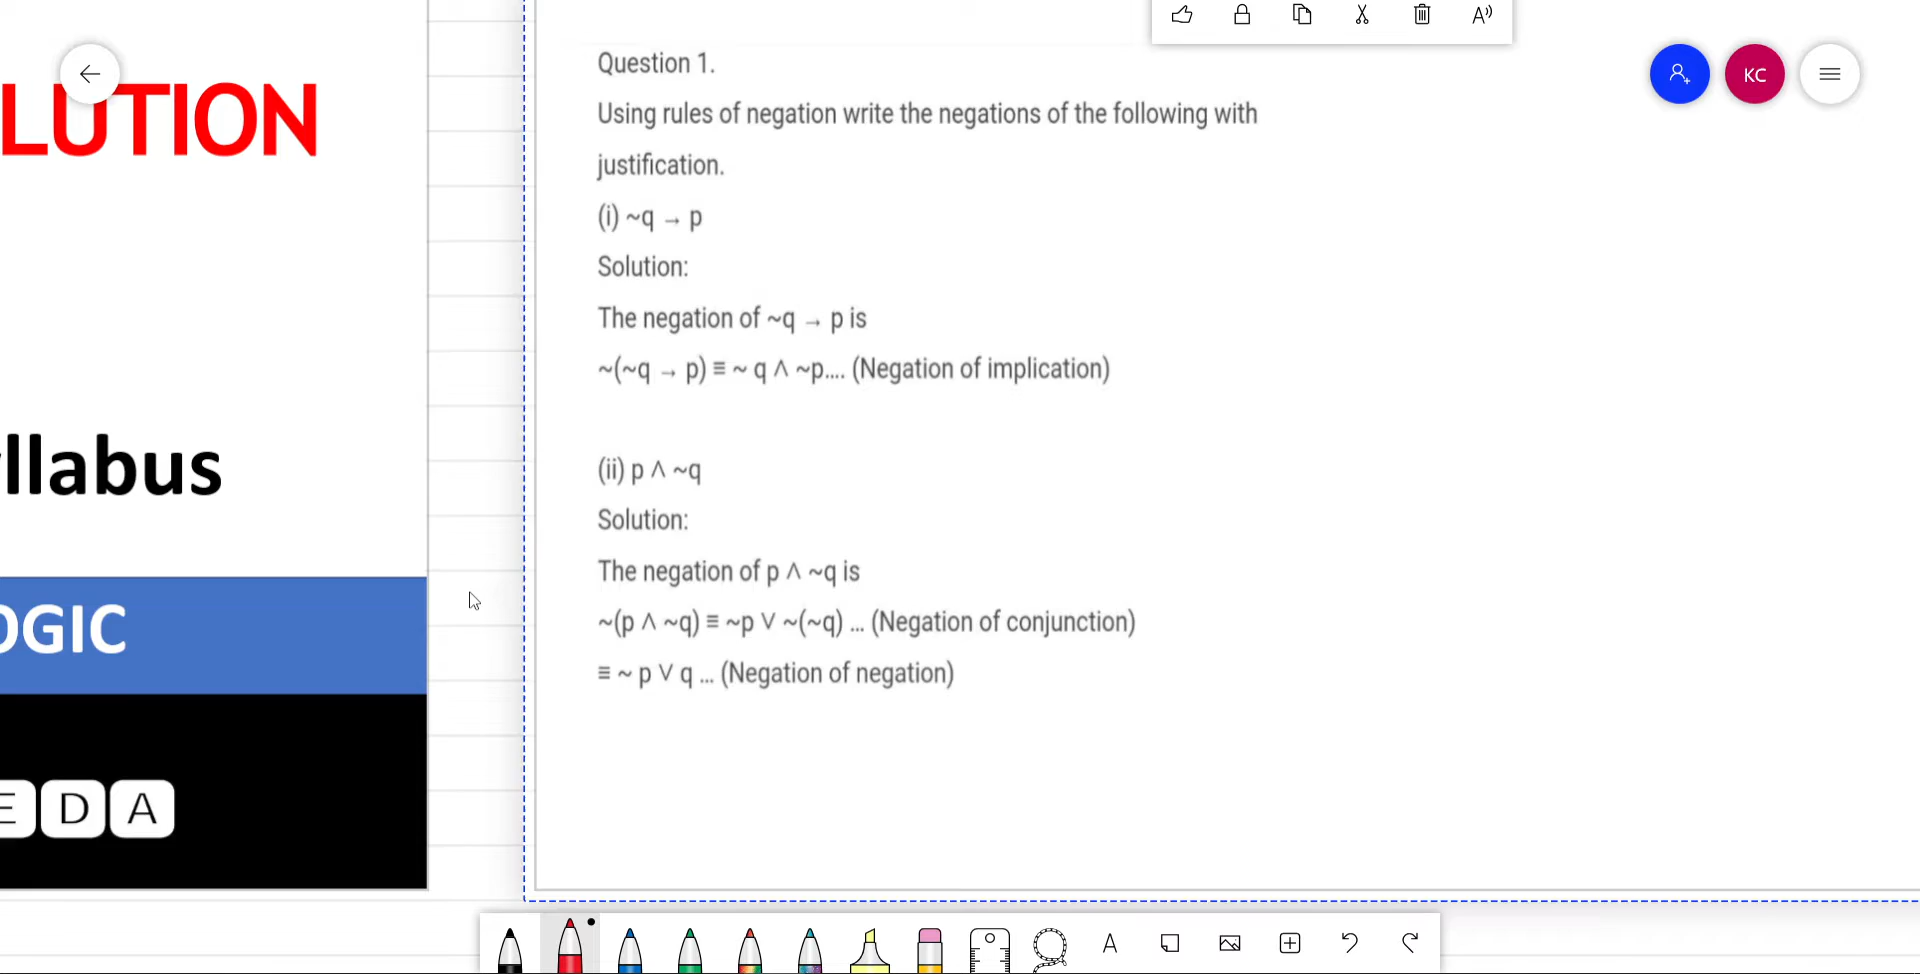 LUTION
llabus
OGIC
E D A
Question 1.
Using rules of negation write the negations of the following with
justification.
(i) ~q → p
Solution:
The negation of ~q → p is
~(~q → p) ≡ ~ q ∧ ~p.... (Negation of implication)
(ii) p ∧ ~q
Solution:
The negation of p ∧ ~q is
~(p ∧ ~q) ≡ ~p ∨ ~(~q) ... (Negation of conjunction)
≡ ~ p ∨ q ... (Negation of negation)
KC
A
A